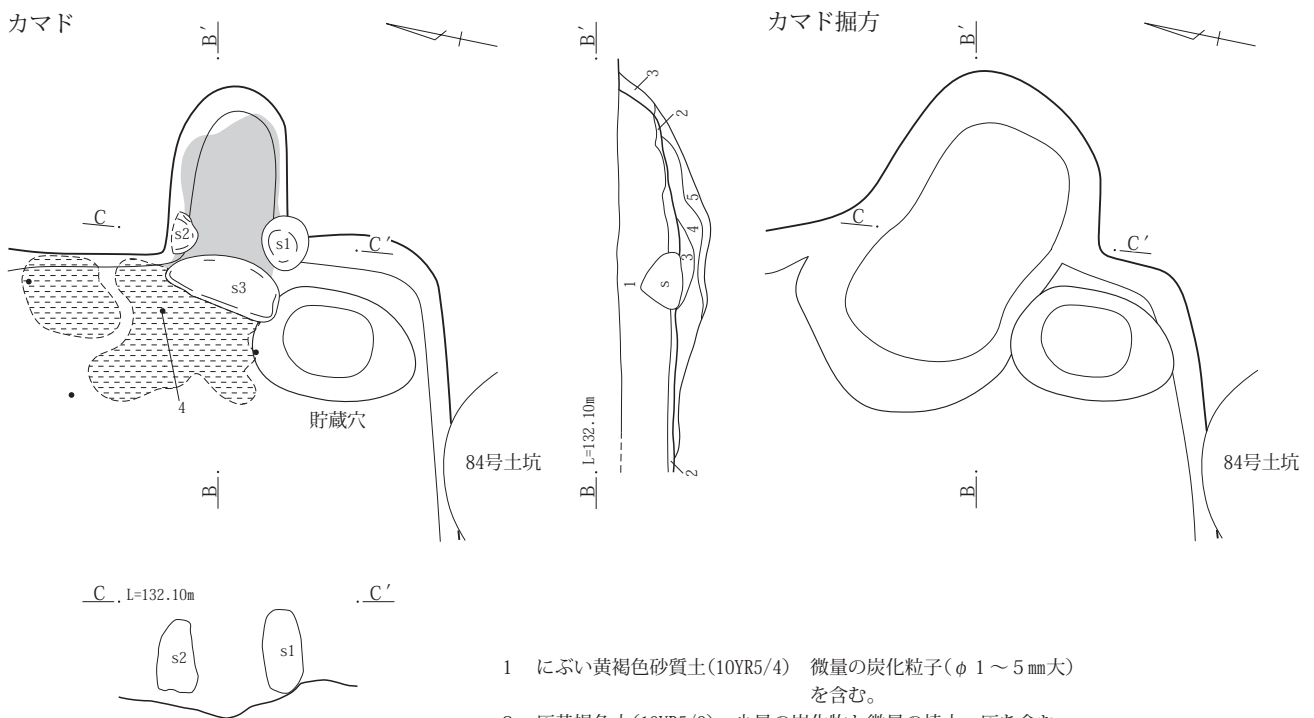 カマド
B′
B′
カマド掘方
B′
3
2
C
s2
s1
C′
5
4
C
C′
s3
3
1
s
4
貯蔵穴
L=132.10m
84号土坑
84号土坑
B
B
2
B
C L=132.10m
C′
s2
s1
1 にぶい黄褐色砂質土(10YR5/4) 微量の炭化粒子(φ1～5㎜大)
を含む。